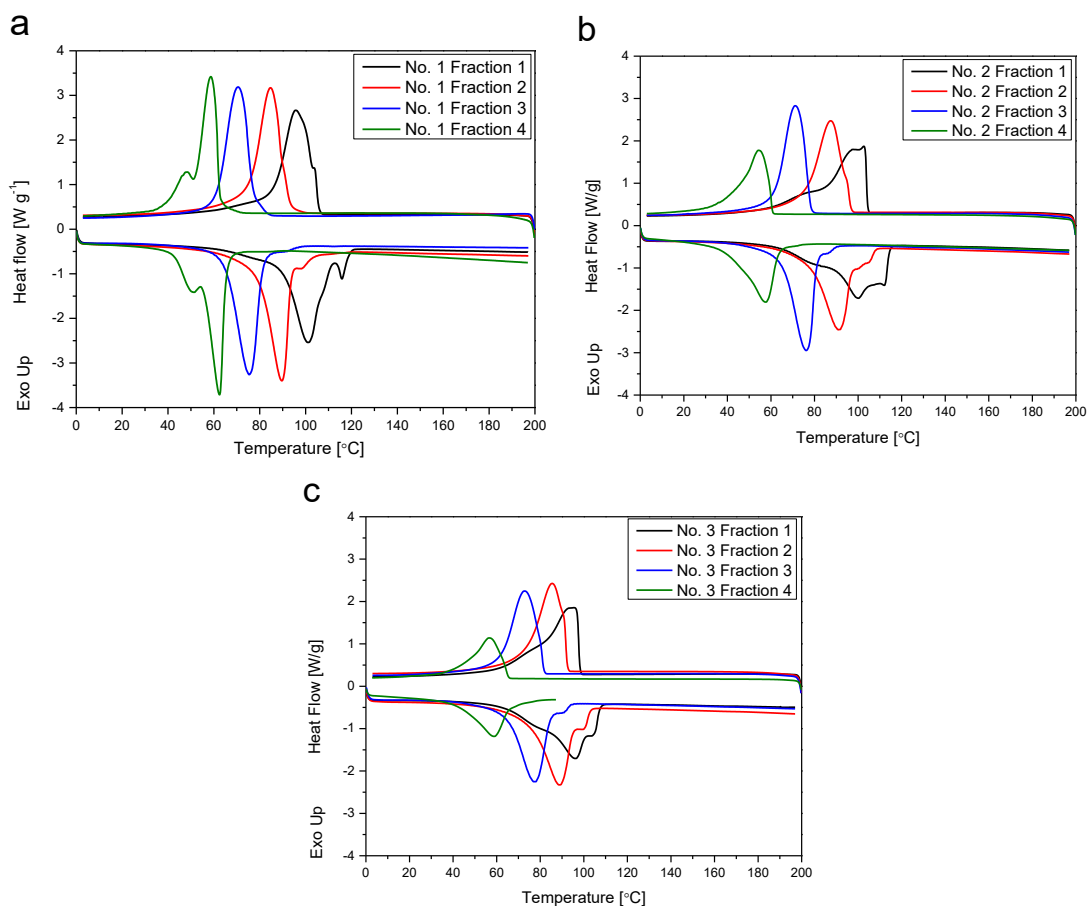 a
4
3
2
1
0
-1
-2
-3
-4
Heat flow [W g-1]
Exo Up
No. 1 Fraction 1
No. 1 Fraction 2
No. 1 Fraction 3
No. 1 Fraction 4
0 20 40 60 80 100 120 140 160 180 200
Temperature [°C]
b
4
3
2
1
0
-1
-2
-3
-4
Heat Flow [W/g]
Exo Up
No. 2 Fraction 1
No. 2 Fraction 2
No. 2 Fraction 3
No. 2 Fraction 4
0 20 40 60 80 100 120 140 160 180 200
Temperature [°C]
c
4
3
2
1
0
-1
-2
-3
-4
Heat Flow [W/g]
Exo Up
No. 3 Fraction 1
No. 3 Fraction 2
No. 3 Fraction 3
No. 3 Fraction 4
0 20 40 60 80 100 120 140 160 180 200
Temperature [°C]